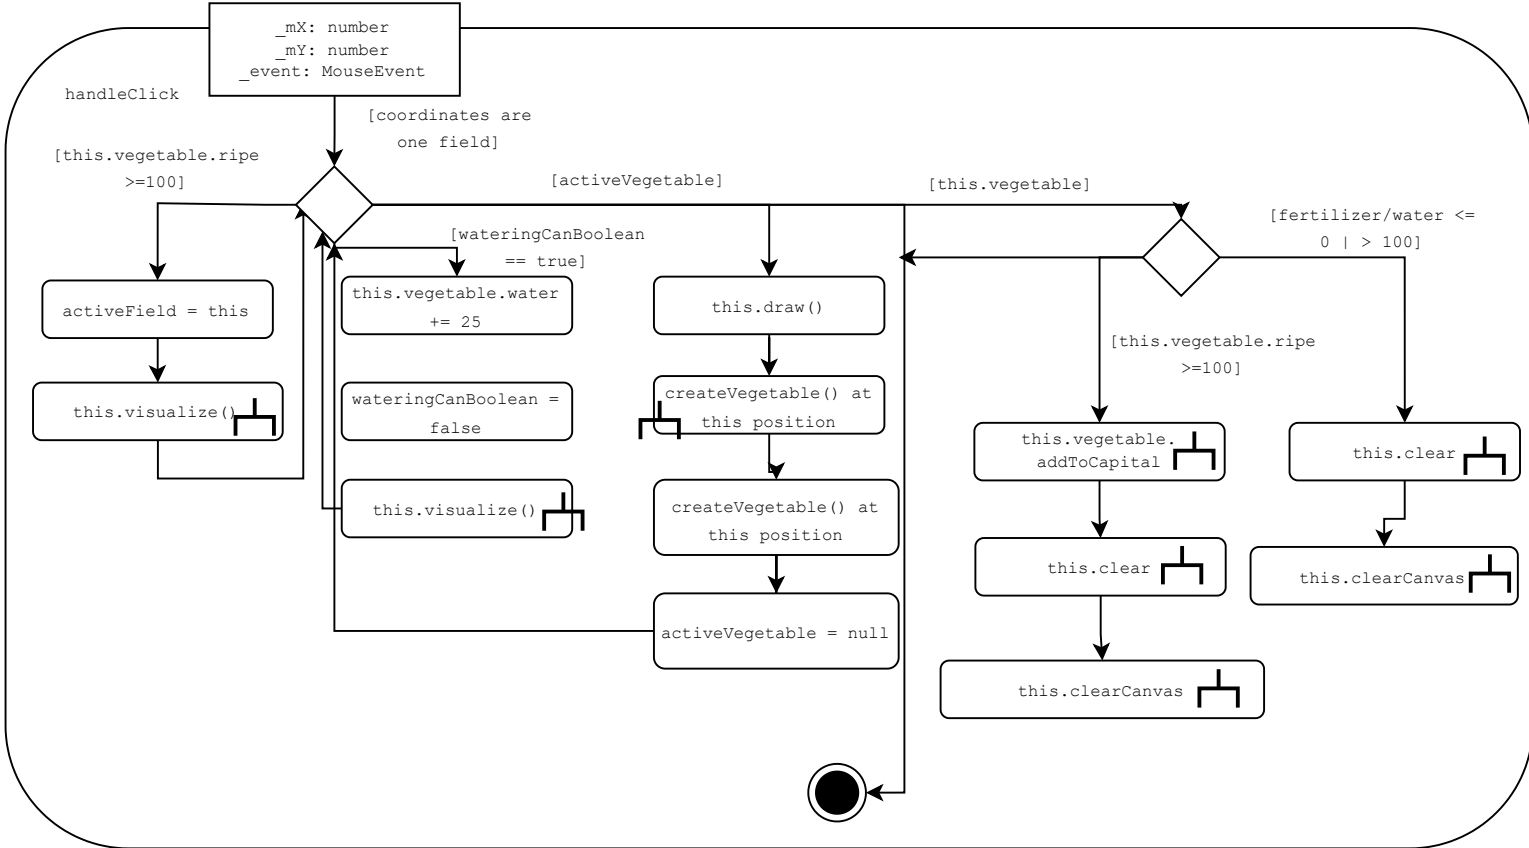 _mX: number
_mY: number
_event: MouseEvent
handleClick
[coordinates are
one field]
[this.vegetable.ripe
>=100]
[activeVegetable]
[this.vegetable]
[fertilizer/water <=
0 | > 100]
[wateringCanBoolean
== true]
activeField = this
this.visualize()
this.vegetable.water
+= 25
wateringCanBoolean =
false
this.visualize()
this.draw()
createVegetable() at
this position
createVegetable() at
this position
activeVegetable = null
[this.vegetable.ripe
>=100]
this.vegetable.
addToCapital
this.clear
this.clearCanvas
this.clear
this.clearCanvas